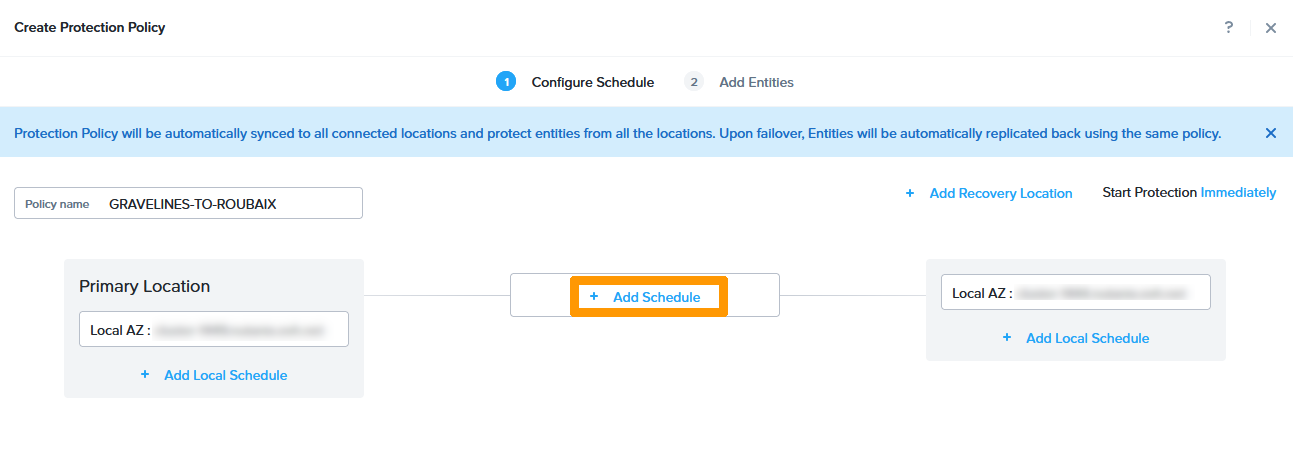 Create Protection Policy
?
1 Configure Schedule 2 Add Entities
Protection Policy will be automatically synced to all connected locations and protect entities from all the locations. Upon failover, Entities will be automatically replicated back using the same policy.
+ Add Recovery Location Start Protection Immediately
Policy name GRAVELINES-TO-ROUBAIX
Primary Location
Local AZ :
+ Add Local Schedule
+ Add Schedule
Local AZ :
+ Add Local Schedule